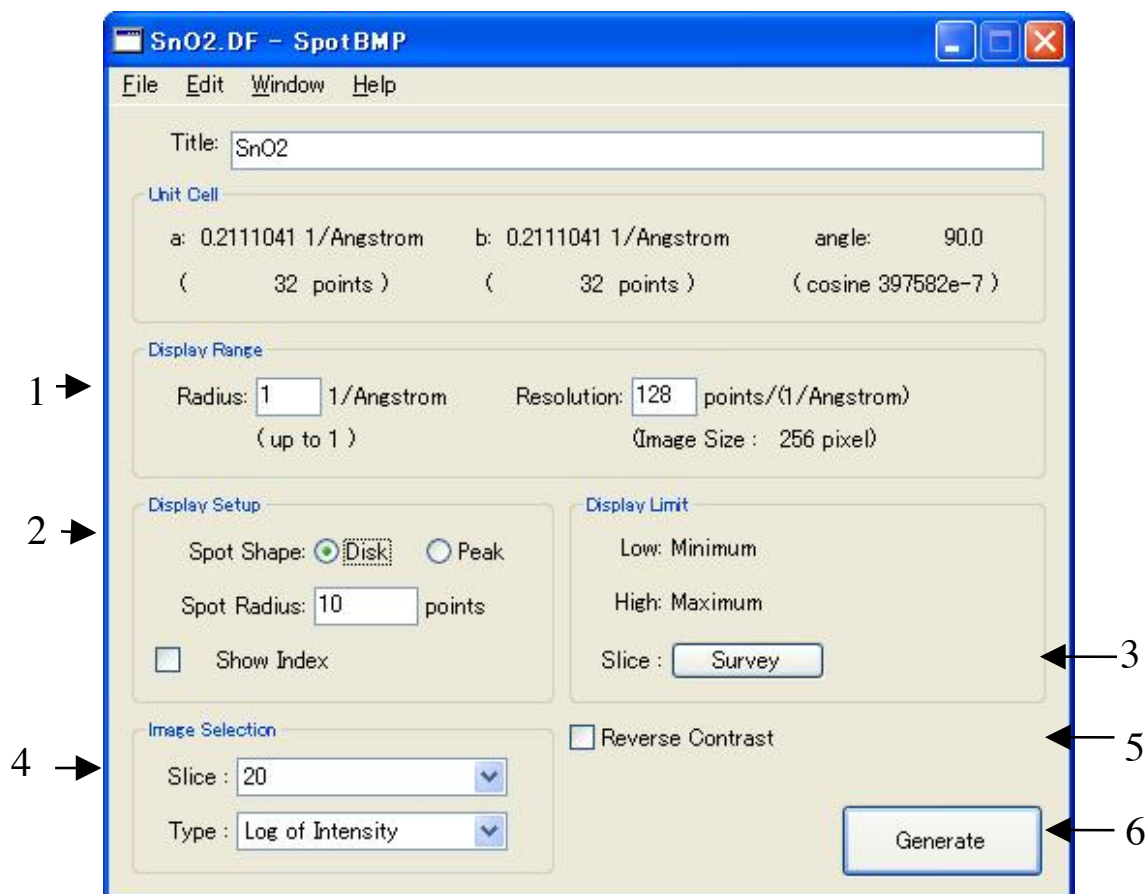 SnO2.DF - SpotBMP
File Edit Window Help
Title: SnO2
Unit Cell
a: 0.2111041 1/Angstrom b: 0.2111041 1/Angstrom angle: 90.0
( 32 points ) ( 32 points ) ( cosine 397582e-7 )
Display Range
1
Radius: 1 1/Angstrom Resolution: 128 points/(1/Angstrom)
( up to 1 ) (Image Size : 256 pixel)
Display Setup Display Limit
2
Spot Shape: Disk Peak Low: Minimum
Spot Radius: 10 points High: Maximum
Show Index Slice : Survey 3
Image Selection
Reverse Contrast 5
4
Slice : 20
Type : Log of Intensity Generate 6